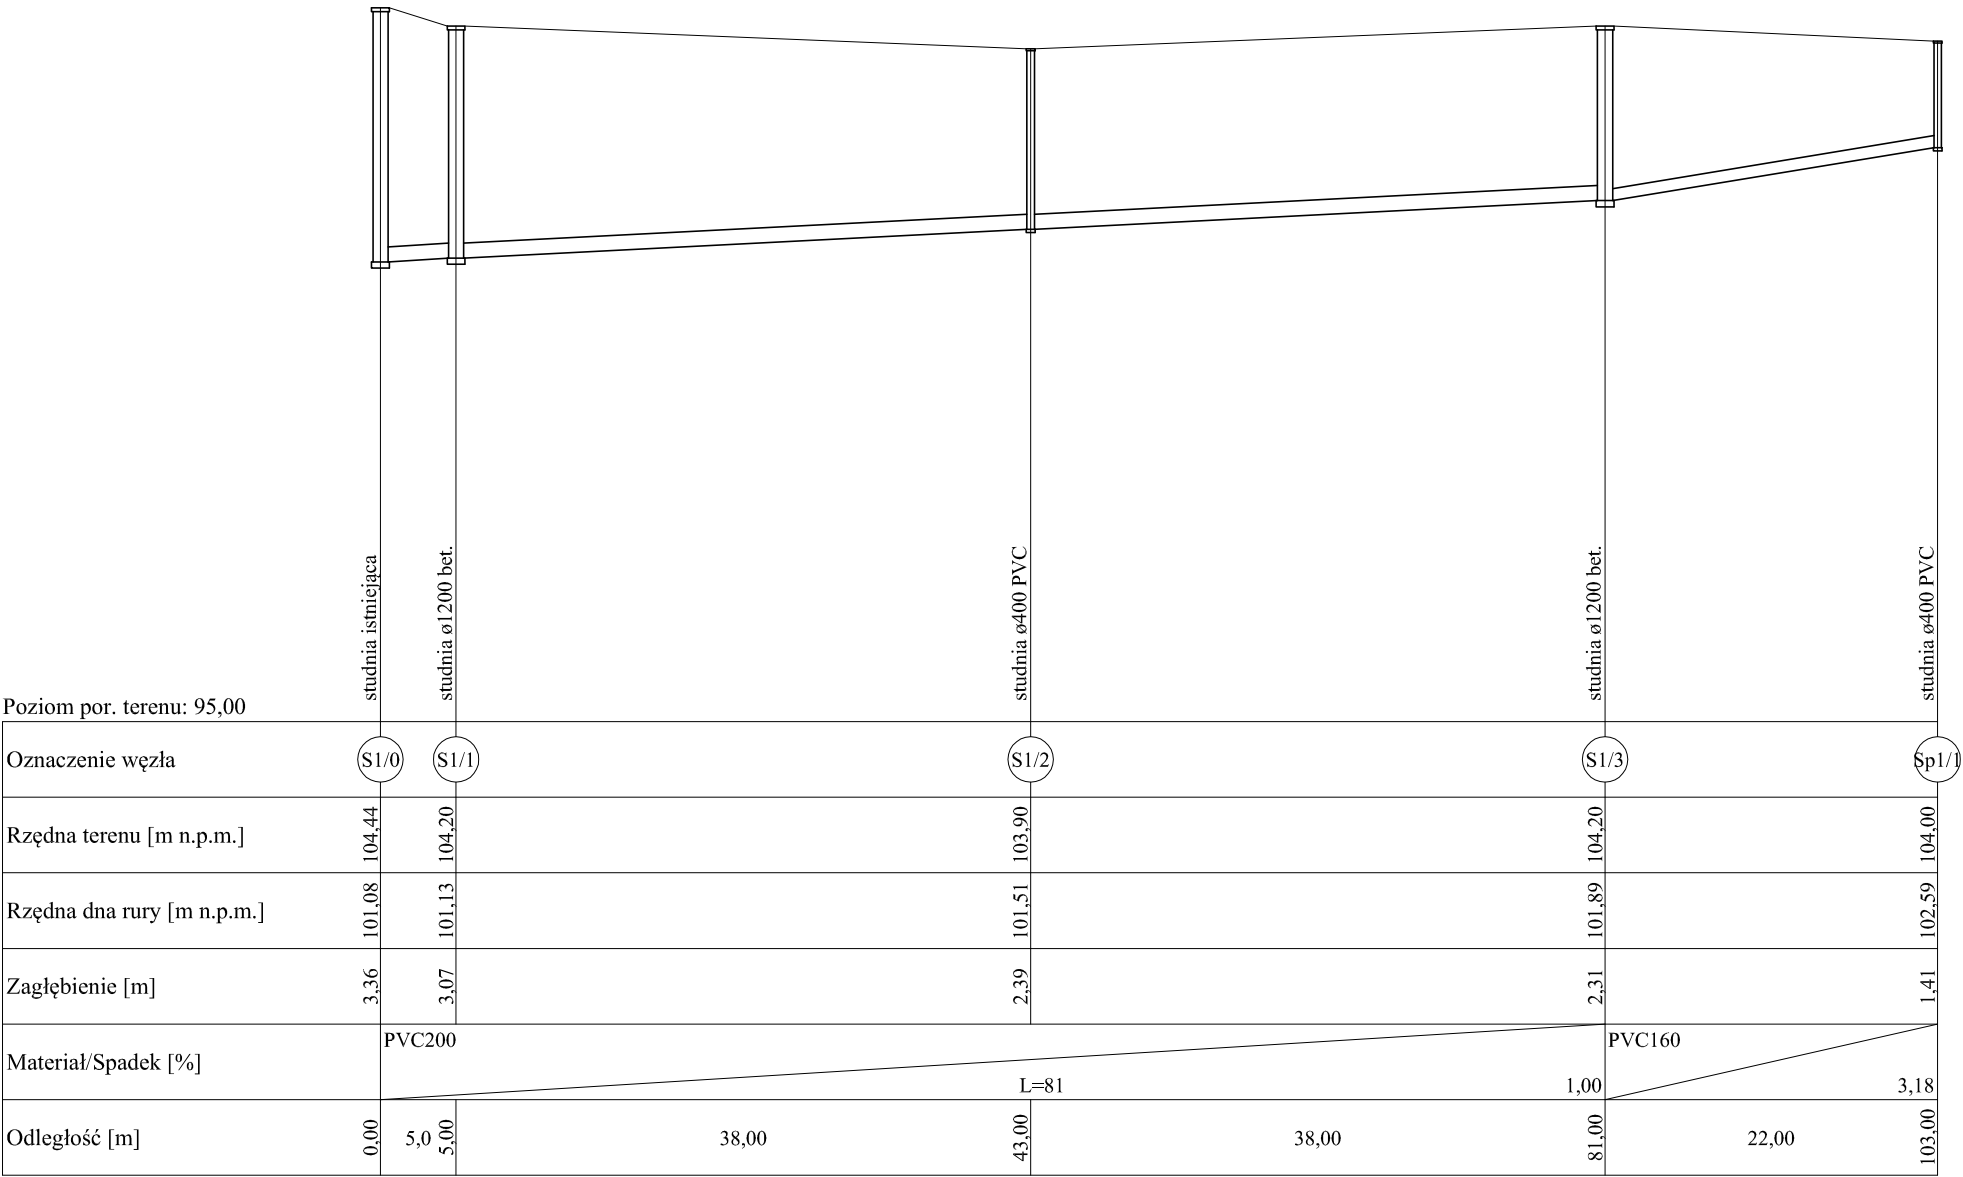 studnia istniejąca
studnia ø1200 bet.
studnia ø400 PVC
studnia ø1200 bet.
studnia ø400 PVC
Poziom por. terenu: 95,00
Oznaczenie węzła S1/0 S1/1 S1/2 S1/3 Sp1/1
Rzędna terenu [m n.p.m.] 104,44 104,20 103,90 104,20 104,00
Rzędna dna rury [m n.p.m.] 101,08 101,13 101,51 101,89 102,59
Zagłębienie [m] 3,36 3,07 2,39 2,31 1,41
PVC200 PVC160
Materiał/Spadek [%]
L=81 1,00 3,18
Odległość [m] 0,00 5,0 5,00 38,00 43,00 38,00 81,00 22,00 103,00